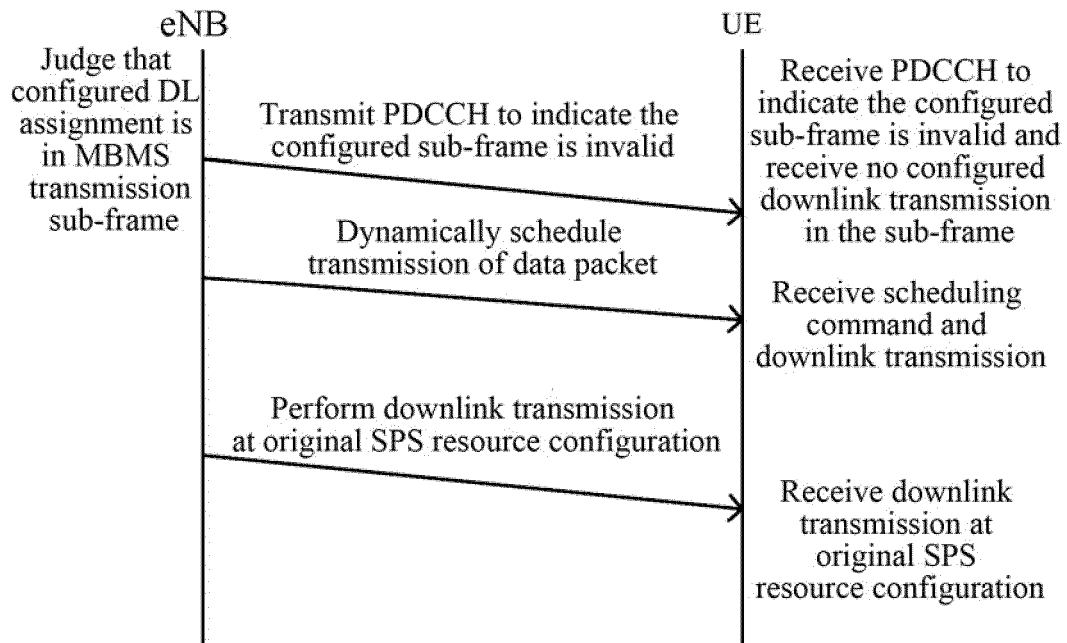 eNB
UE
Judge that
configured DL
assignment is
in MBMS
transmission
sub-frame
Transmit PDCCH to indicate the
configured sub-frame is invalid
Receive PDCCH to
indicate the configured
sub-frame is invalid and
receive no configured
downlink transmission
in the sub-frame
Dynamically schedule
transmission of data packet
Receive scheduling
command and
downlink transmission
Perform downlink transmission
at original SPS resource configuration
Receive downlink
transmission at
original SPS
resource configuration